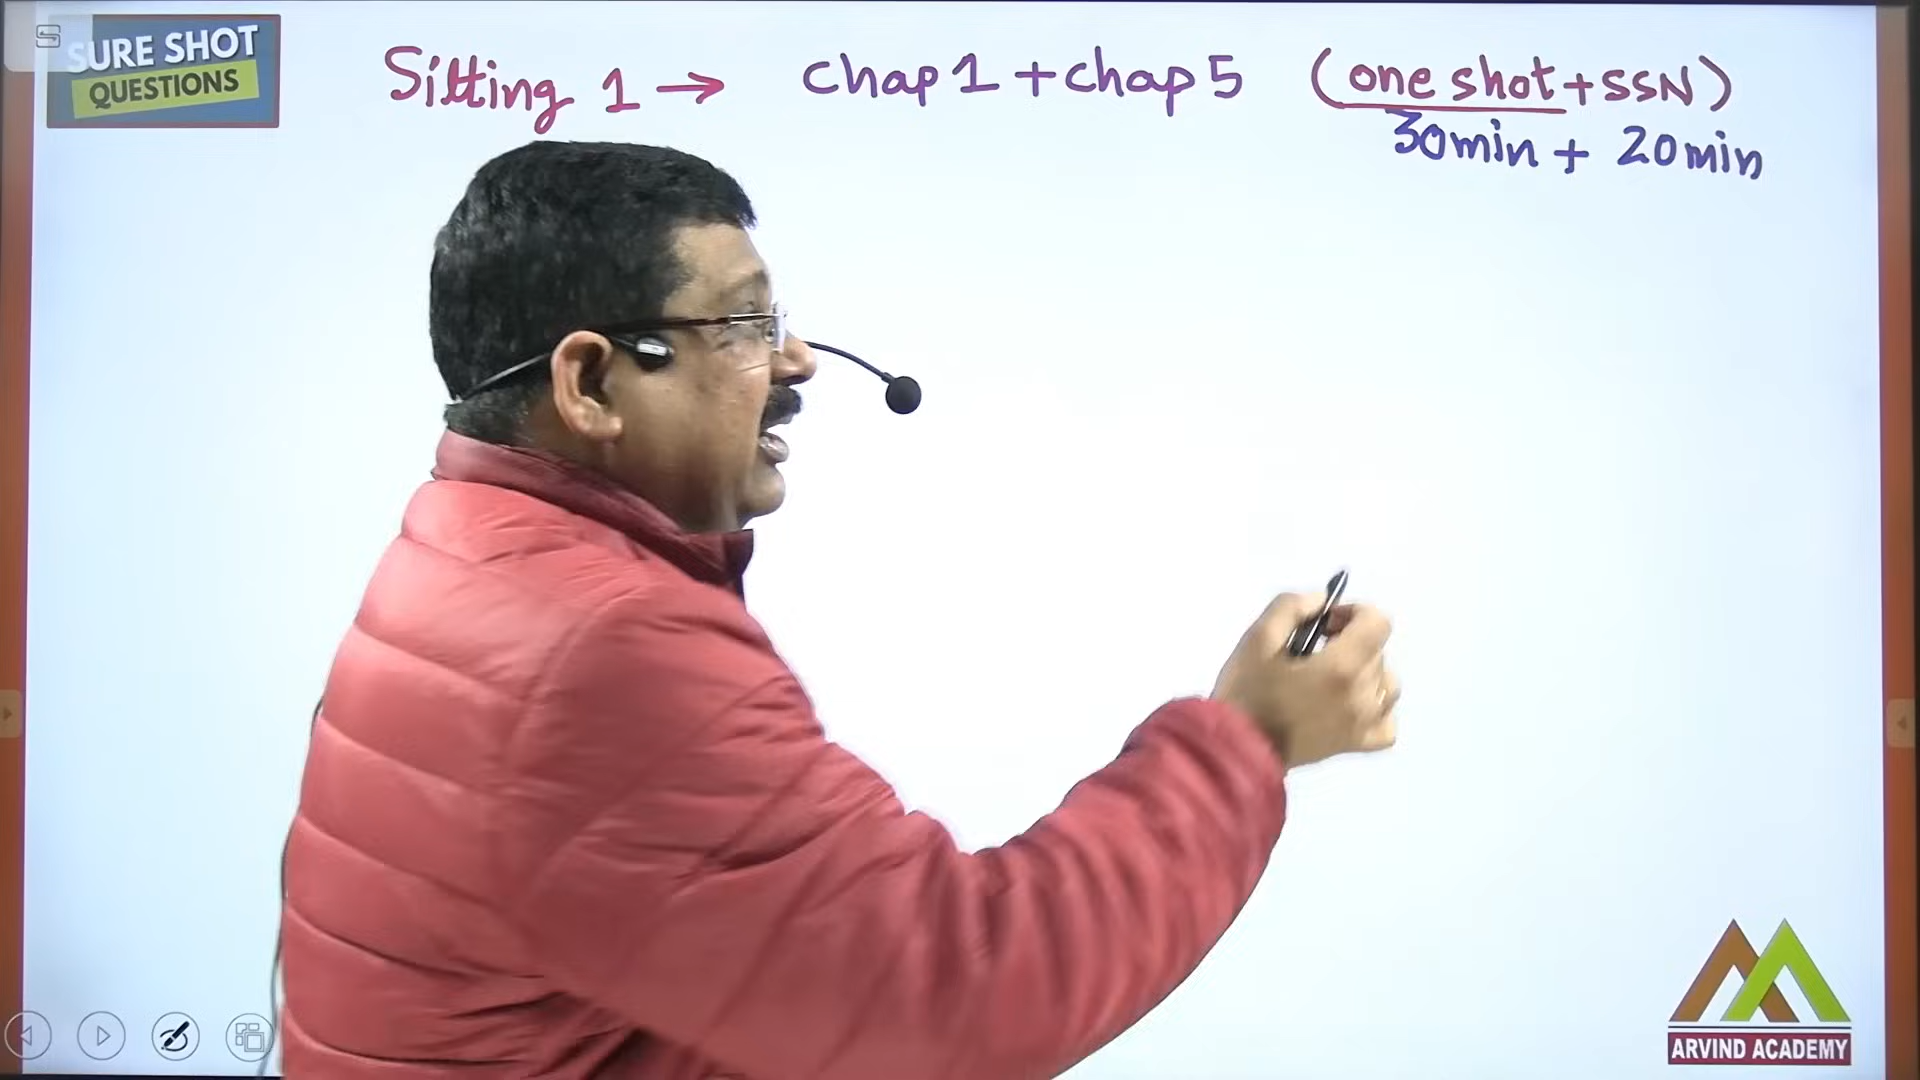 SURE SHOT
QUESTIONS
Sitting 1 → Chap 1 + Chap 5 (one shot + SSN)
30min + 20min
ARVIND ACADEMY